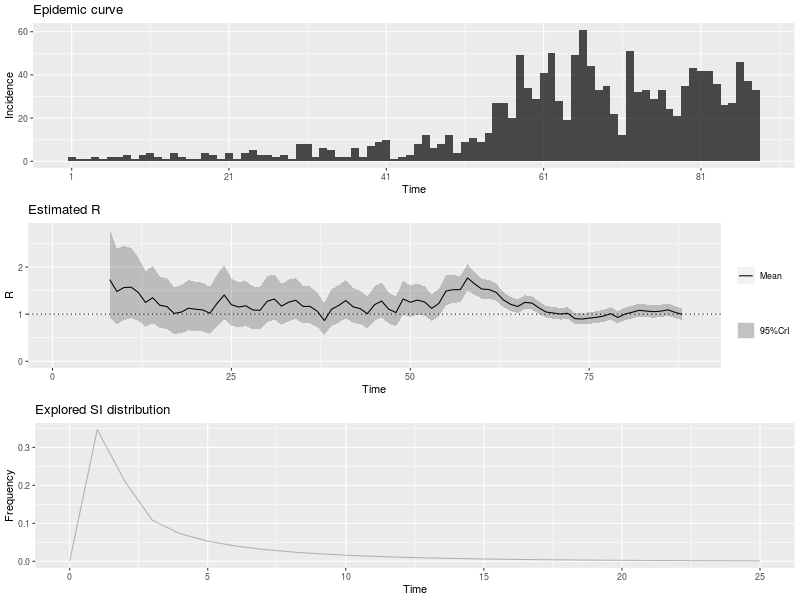 Epidemic curve
60
40
20
0
Incidence
1 21 41 61 81
Time
Estimated R
2
1
0
R
0 25 50 75
Time
Mean
95%CrI
Explored SI distribution
0.3
0.2
0.1
0.0
Frequency
0 5 10 15 20 25
Time